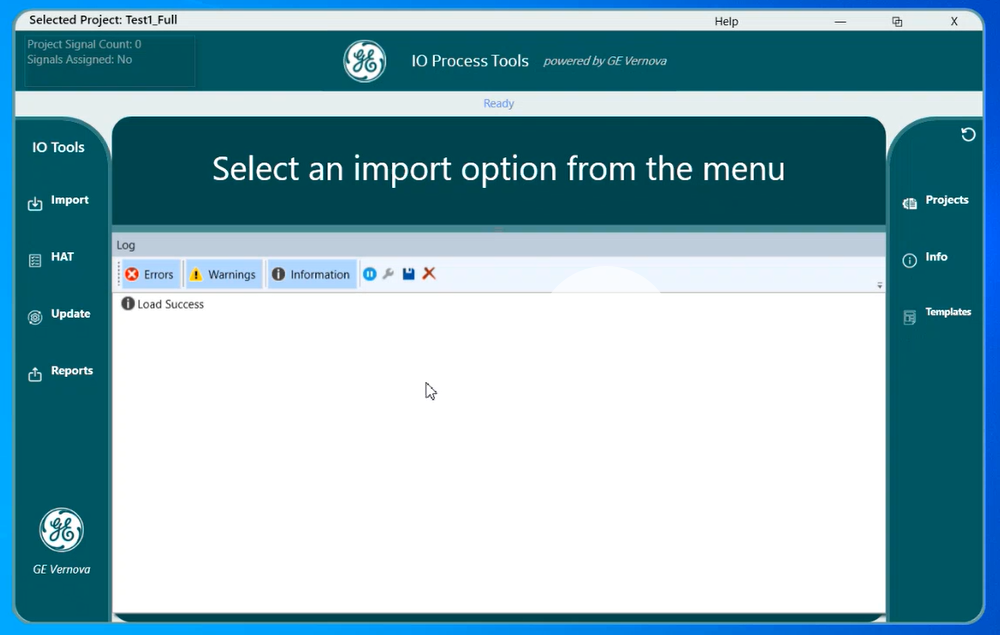 Selected Project: Test1_Full
Help
X
Project Signal Count: 0
Signals Assigned: No
GE
IO Process Tools powered by GE Vernova
Ready
IO Tools
Import
HAT
Update
Reports
GE
GE Vernova
Select an import option from the menu
Log
Errors Warnings Information
Load Success
Projects
Info
Templates